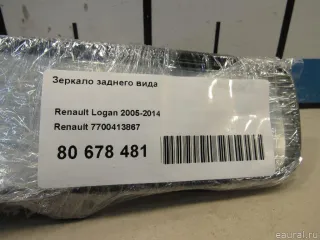 Зеркало заднего вида
Renault Logan 2005-2014
Renault 7700413867
80 678 481
eaural.ru